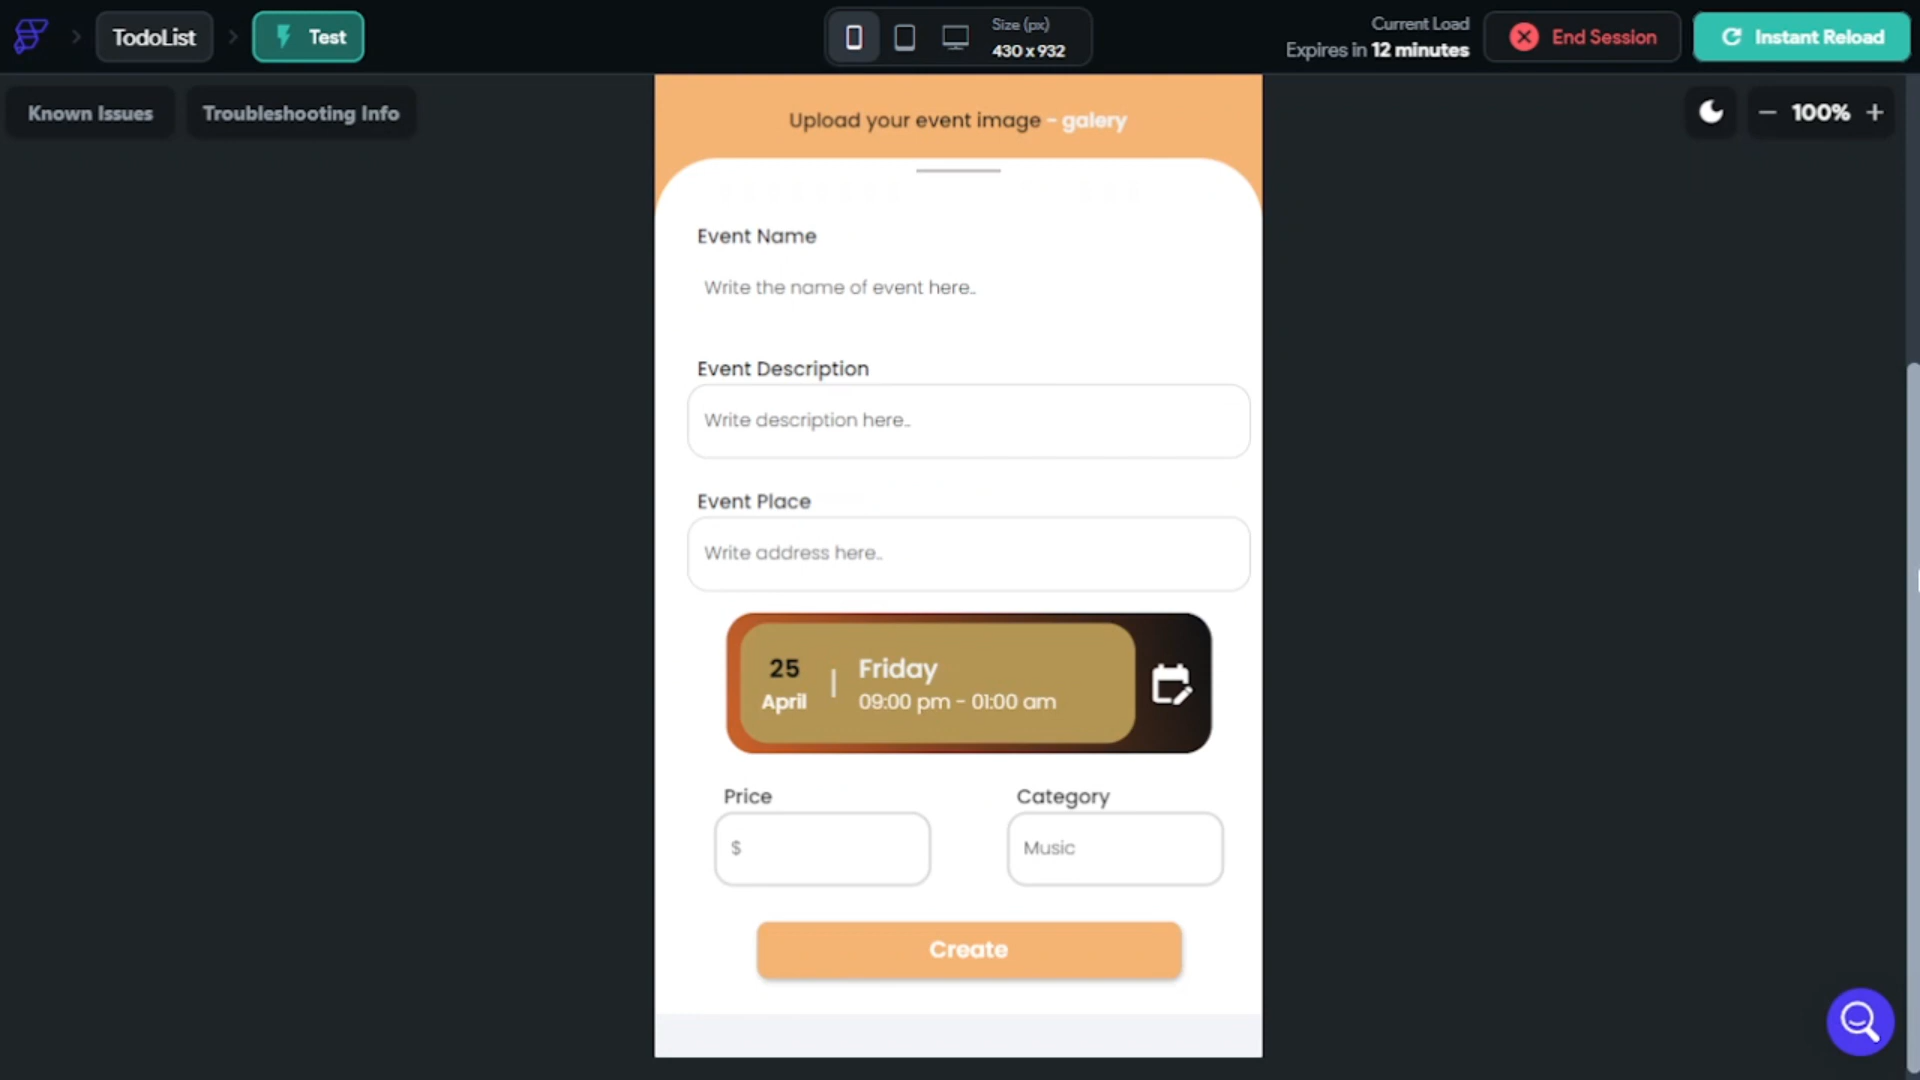 TodoList
Test
Size (px)
430 x 932
Current Load
Expires in 12 minutes
End Session
Instant Reload
Known Issues
Troubleshooting Info
100%
Upload your event image - galery
Event Name
Write the name of event here..
Event Description
Write description here..
Event Place
Write address here..
25
April
|
Friday
09:00 pm - 01:00 am
Price
Category
$
Music
Create